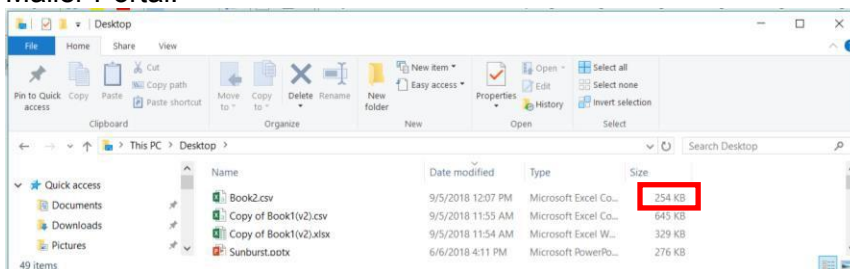 Mailer Portal.
Desktop
File Home Share View
Pin to Quick access
Copy
Paste
Cut
Copy path
Paste shortcut
Move to
Copy to
Delete
Rename
New folder
New item
Easy access
Properties
Open
Edit
History
Select all
Select none
Invert selection
Clipboard Organize New Open Select
This PC > Desktop >
Search Desktop
Quick access
Documents
Downloads
Pictures
Name Date modified Type Size
Book2.csv 9/5/2018 12:07 PM Microsoft Excel Co... 254 KB
Copy of Book1(v2).csv 9/5/2018 11:55 AM Microsoft Excel Co... 645 KB
Copy of Book1(v2).xlsx 9/5/2018 11:54 AM Microsoft Excel W... 329 KB
Sunburst.pptx 6/6/2018 4:11 PM Microsoft PowerPo... 276 KB
49 items